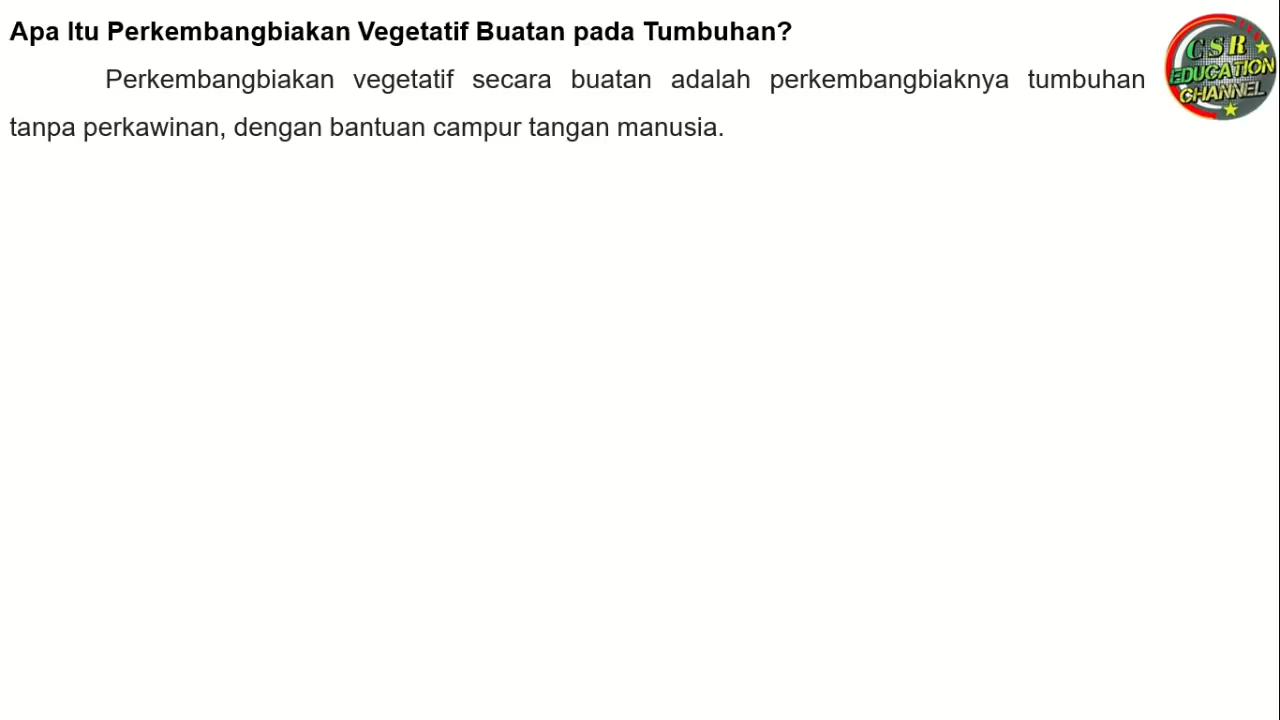 Apa Itu Perkembangbiakan Vegetatif Buatan pada Tumbuhan?
Perkembangbiakan vegetatif secara buatan adalah perkembangbiaknya tumbuhan
tanpa perkawinan, dengan bantuan campur tangan manusia.
CSR
EDUCATION
CHANNEL